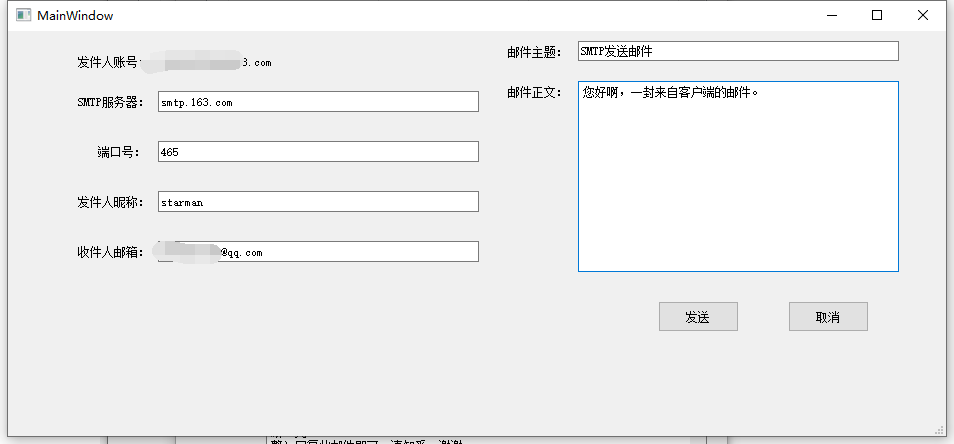 MainWindow
发件人账号 3.com
SMTP服务器： smtp.163.com
端口号： 465
发件人昵称： starman
收件人邮箱： @qq.com
邮件主题： SMTP发送邮件
邮件正文： 您好啊，一封来自客户端的邮件。
发送 取消